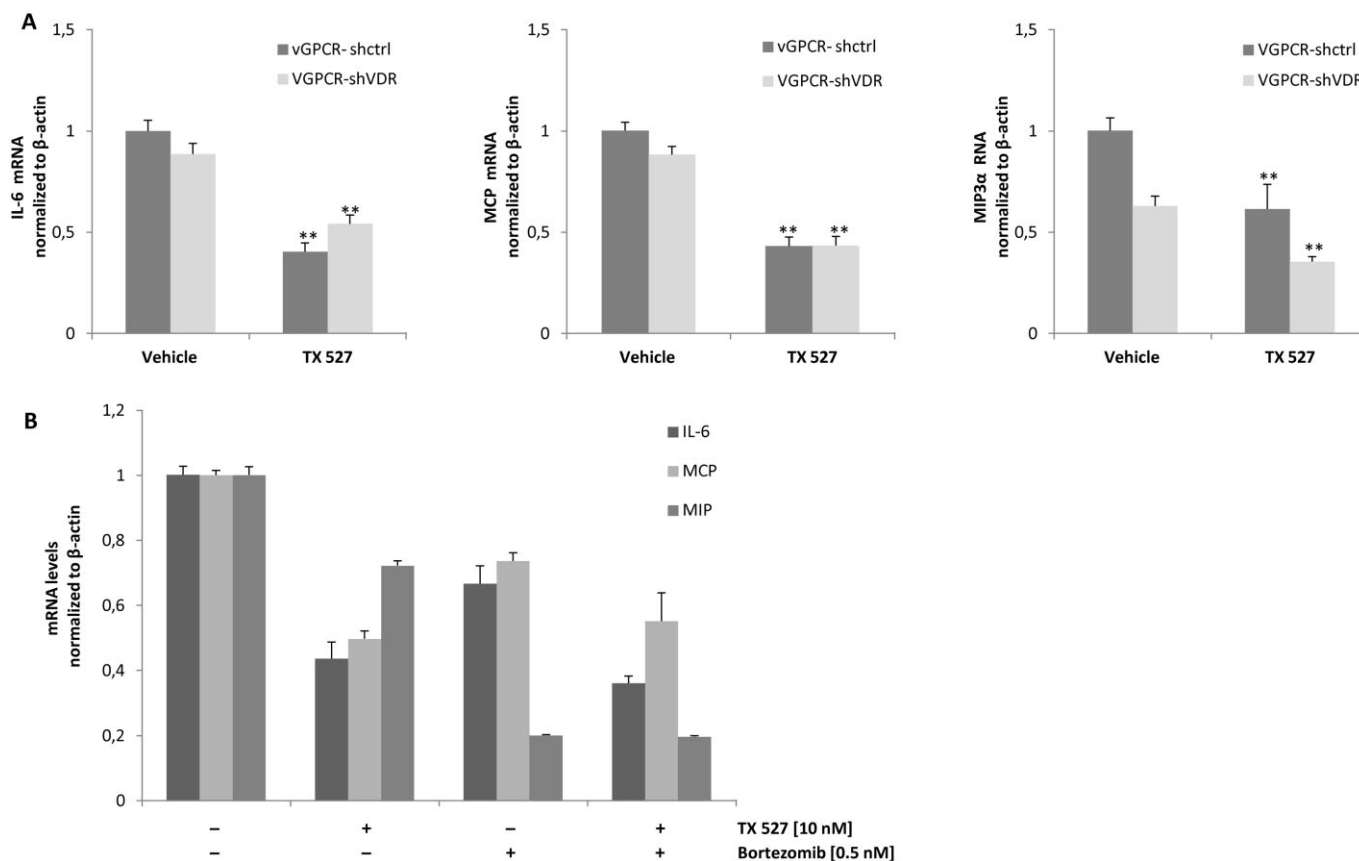 A
1,5
1
0,5
0
IL-6 mRNA
normalized to β-actin
vGPCR- shctrl
VGPCR-shVDR
**
**
Vehicle
TX 527
1,5
1
0,5
0
MCP mRNA
normalized to β-actin
vGPCR- shctrl
VGPCR-shVDR
**
**
Vehicle
TX 527
1,5
1
0,5
0
MIP3α RNA
normalized to β-actin
VGPCR-shctrl
VGPCR-shVDR
**
**
Vehicle
TX 527
B
1,2
1
0,8
0,6
0,4
0,2
0
mRNA levels
normalized to β-actin
IL-6
MCP
MIP
– + – + TX 527 [10 nM]
– – + + Bortezomib [0.5 nM]